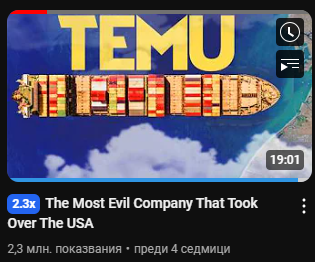 TEMU
19:01
2.3x The Most Evil Company That Took
Over The USA
2,3 млн. показвания • преди 4 седмици